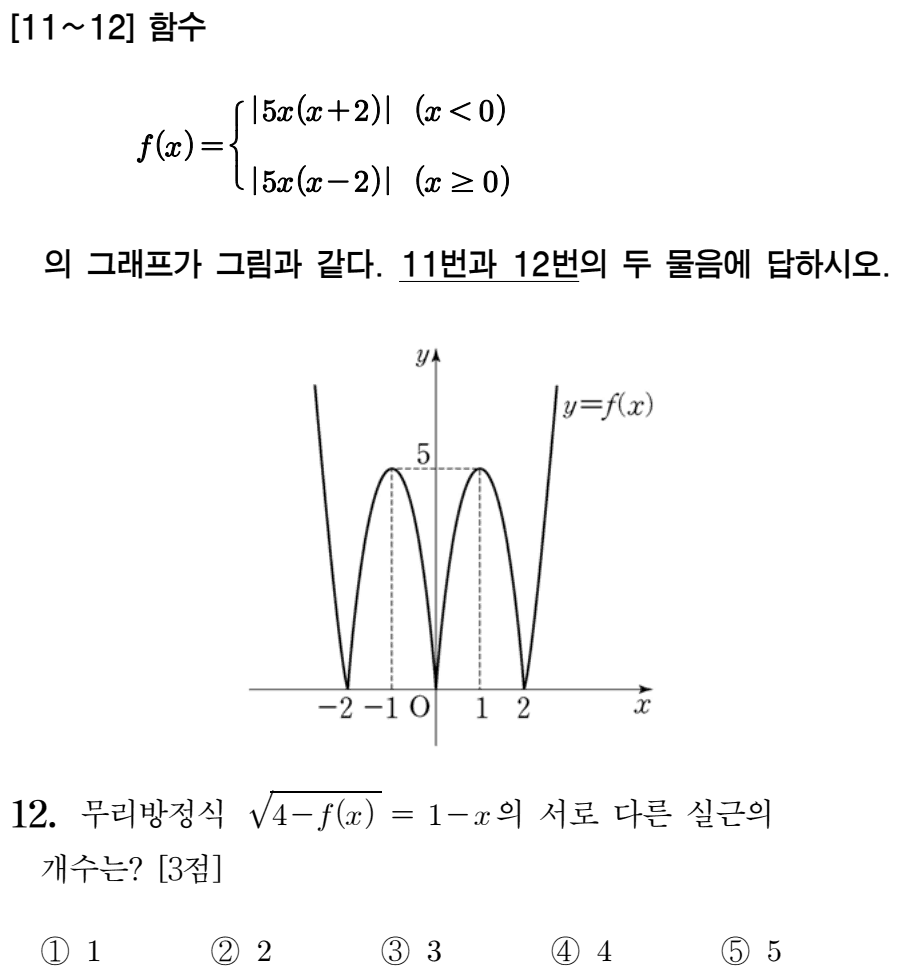 [11～12] 함수
f(x)={ |5x(x+2)| (x<0)
|5x(x-2)| (x≥0)
의 그래프가 그림과 같다. 11번과 12번의 두 물음에 답하시오.
y
y=f(x)
5
-2 -1 O 1 2 x
12. 무리방정식 √(4-f(x)) = 1-x의 서로 다른 실근의
개수는? [3점]
① 1 ② 2 ③ 3 ④ 4 ⑤ 5